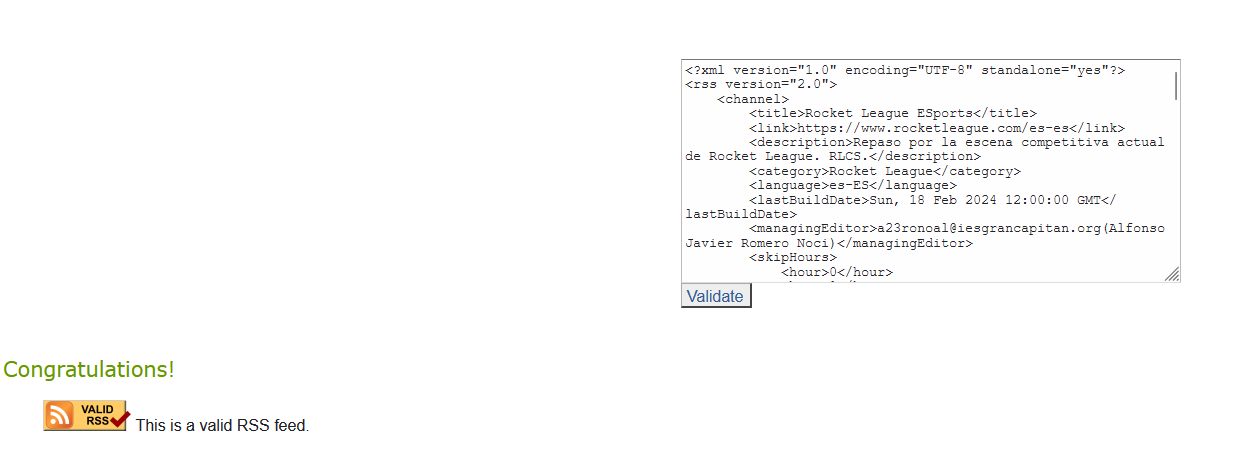 <?xml version="1.0" encoding="UTF-8" standalone="yes"?>
<rss version="2.0">
<channel>
<title>Rocket League ESports</title>
<link>https://www.rocketleague.com/es-es</link>
<description>Repaso por la escena competitiva actual
de Rocket League. RLCS.</description>
<category>Rocket League</category>
<language>es-ES</language>
<lastBuildDate>Sun, 18 Feb 2024 12:00:00 GMT</
lastBuildDate>
<managingEditor>a23ronoal@iesgrancapitan.org(Alfonso
Javier Romero Noci)</managingEditor>
<skipHours>
<hour>0</hour>
Validate
Congratulations!
VALID
RSS
This is a valid RSS feed.